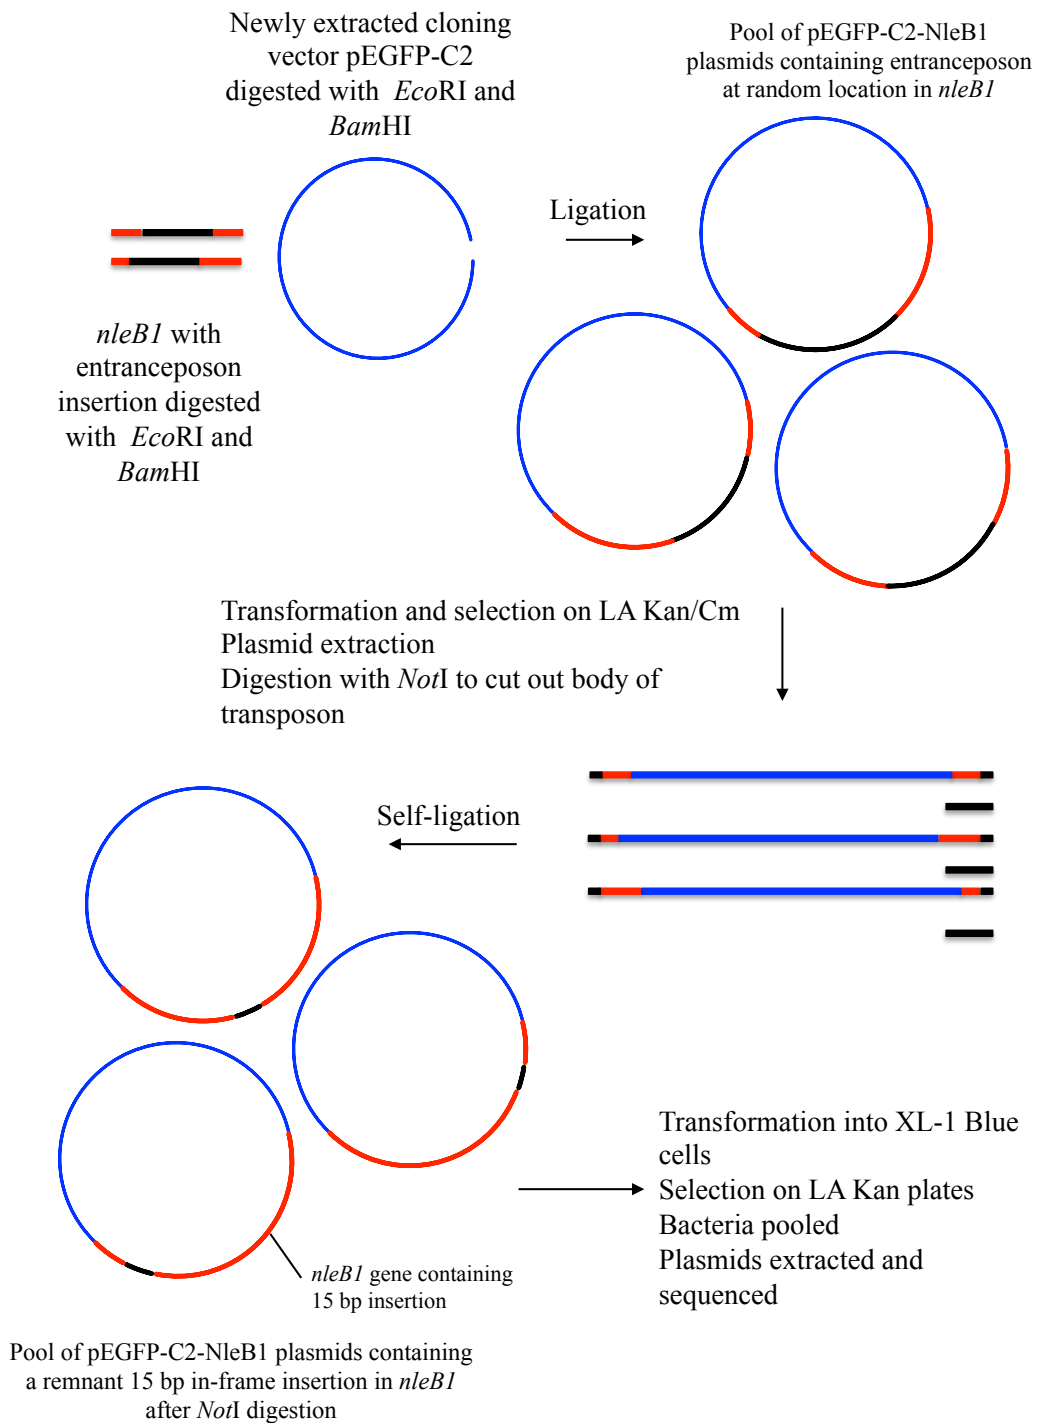 Newly extracted cloning
vector pEGFP-C2
digested with EcoRI and
BamHI
Pool of pEGFP-C2-NleB1
plasmids containing entranceposon
at random location in nleB1
Ligation
nleB1 with
entranceposon
insertion digested
with EcoRI and
BamHI
Transformation and selection on LA Kan/Cm
Plasmid extraction
Digestion with NotI to cut out body of
transposon
Self-ligation
Transformation into XL-1 Blue
cells
Selection on LA Kan plates
Bacteria pooled
Plasmids extracted and
sequenced
nleB1 gene containing
15 bp insertion
Pool of pEGFP-C2-NleB1 plasmids containing
a remnant 15 bp in-frame insertion in nleB1
after NotI digestion